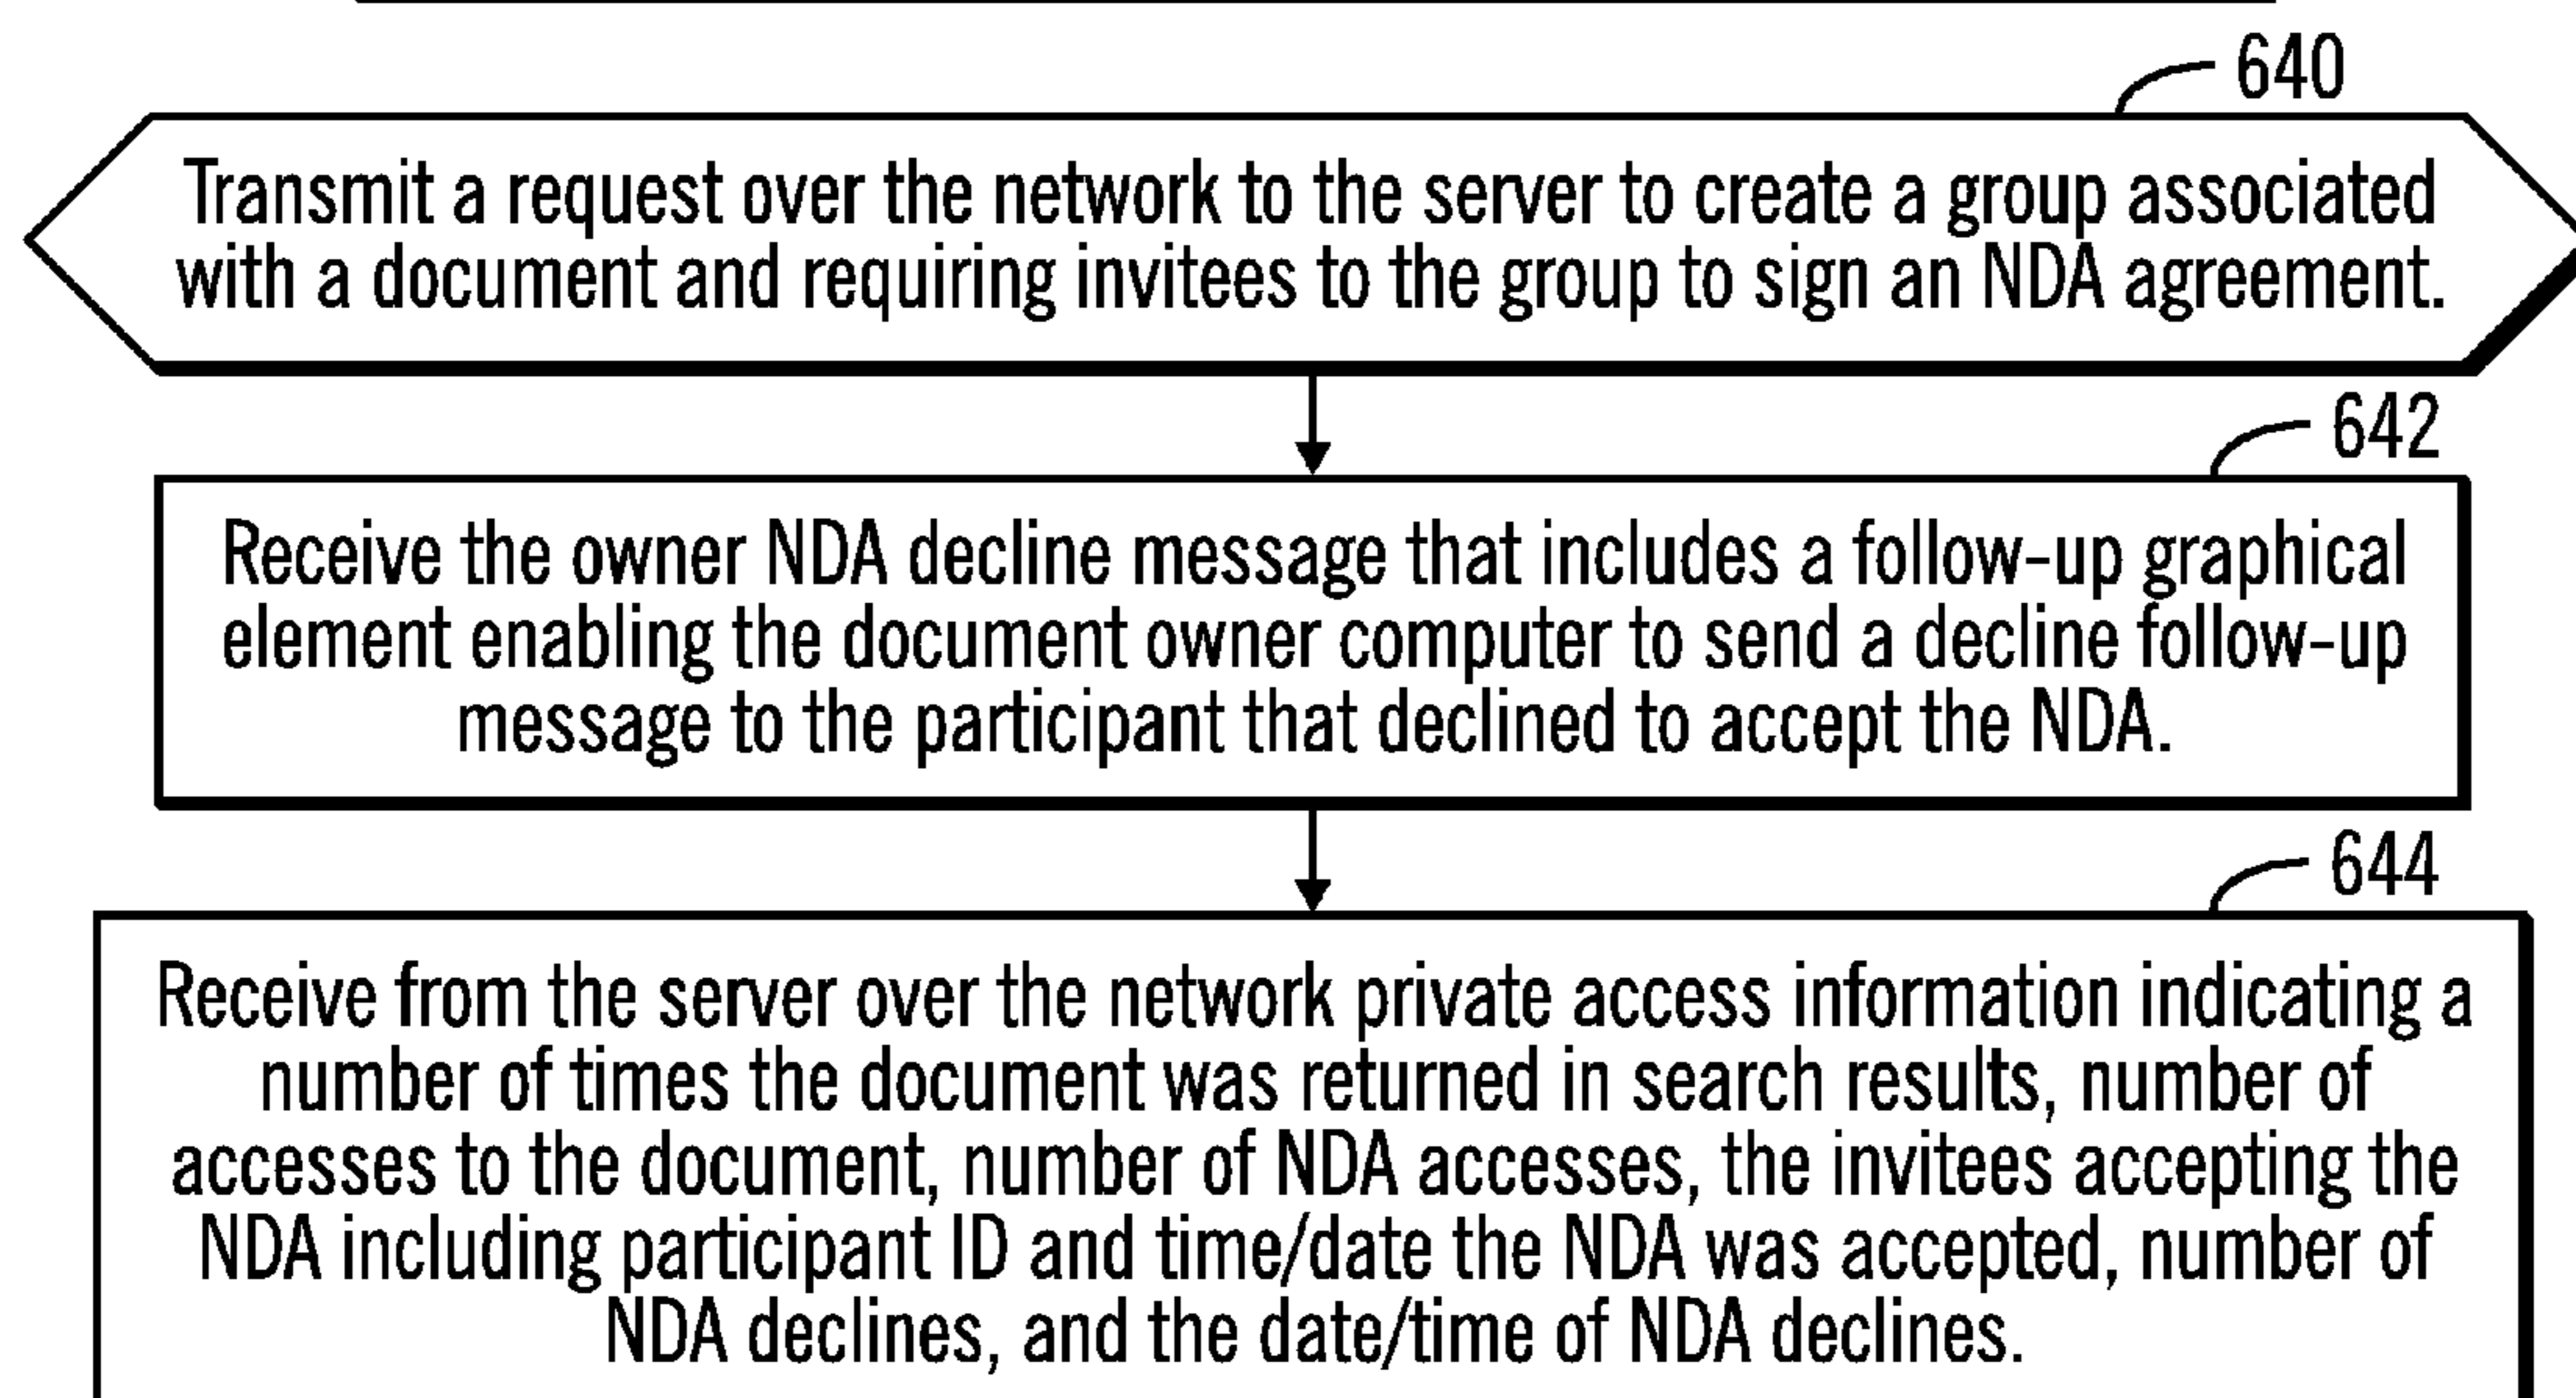 640
Transmit a request over the network to the server to create a group associated
with a document and requiring invitees to the group to sign an NDA agreement.
642
Receive the owner NDA decline message that includes a follow-up graphical
element enabling the document owner computer to send a decline follow-up
message to the participant that declined to accept the NDA.
644
Receive from the server over the network private access information indicating a
number of times the document was returned in search results, number of
accesses to the document, number of NDA accesses, the invitees accepting the
NDA including participant ID and time/date the NDA was accepted, number of
NDA declines, and the date/time of NDA declines.